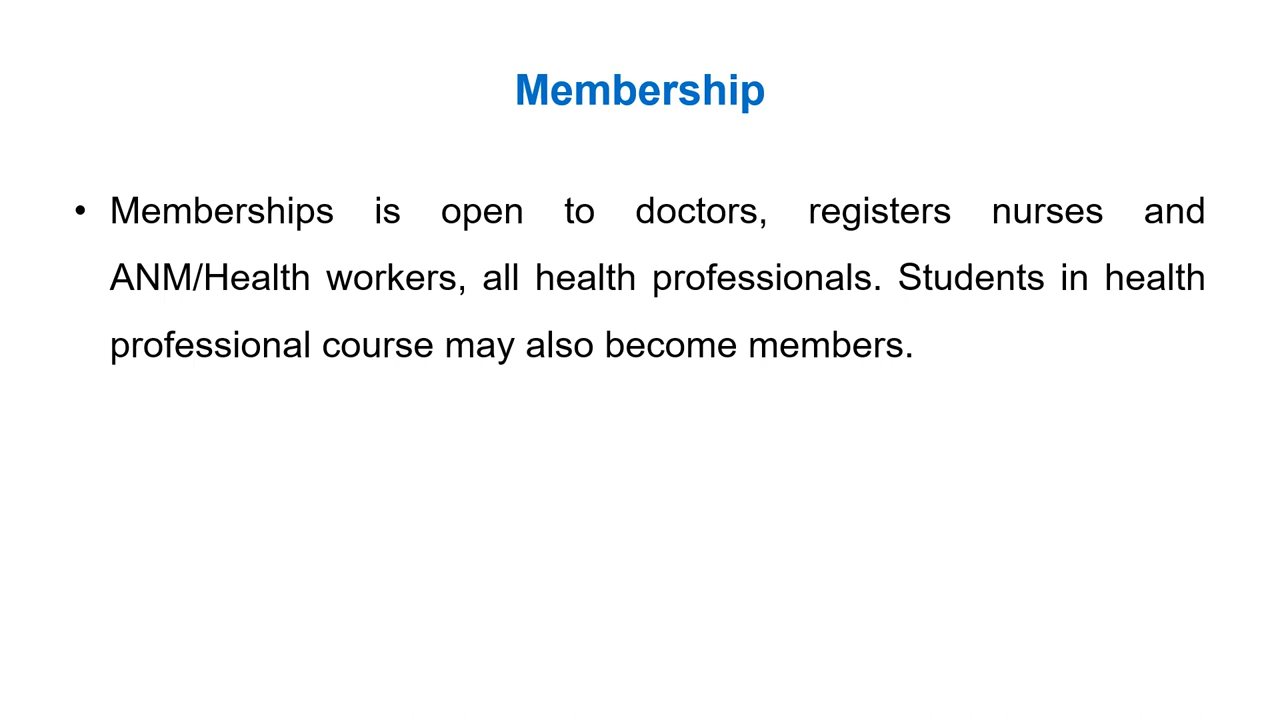 Membership
• Memberships is open to doctors, registers nurses and
ANM/Health workers, all health professionals. Students in health
professional course may also become members.